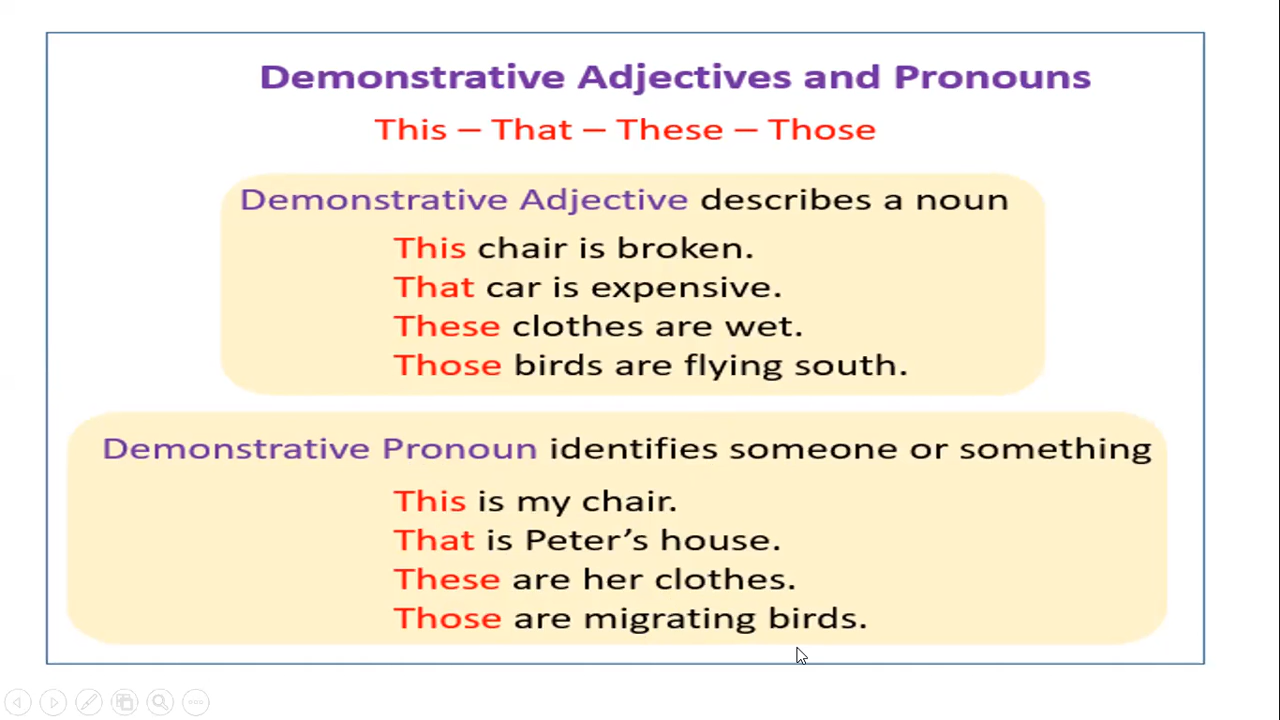 Demonstrative Adjectives and Pronouns
This – That – These – Those
Demonstrative Adjective describes a noun
This chair is broken.
That car is expensive.
These clothes are wet.
Those birds are flying south.
Demonstrative Pronoun identifies someone or something
This is my chair.
That is Peter’s house.
These are her clothes.
Those are migrating birds.